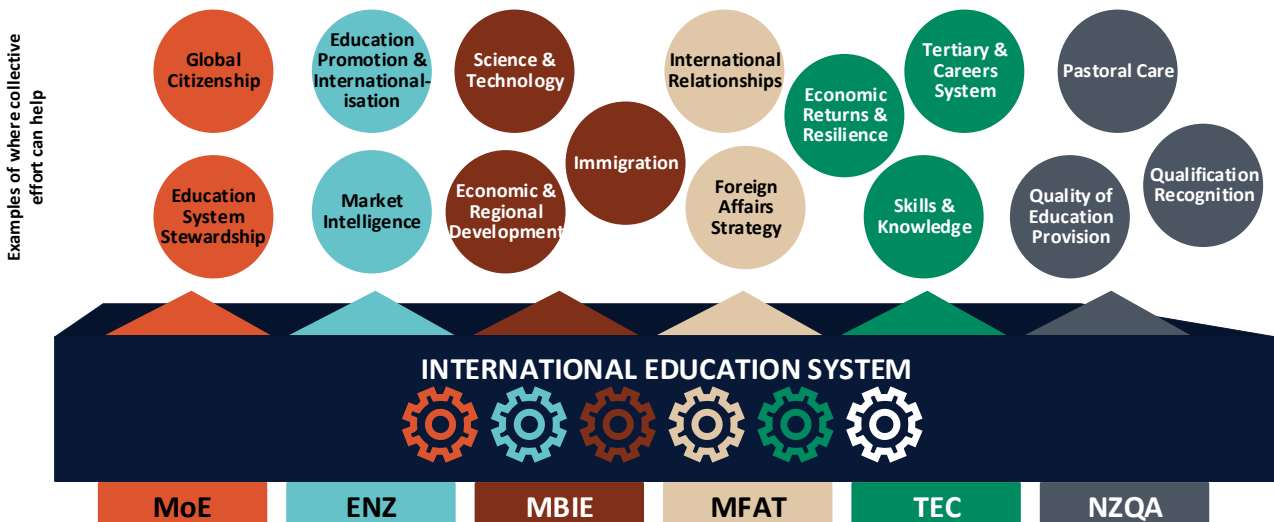 Examples of where collective
effort can help
Global
Citizenship
Education
System
Stewardship
Education
Promotion &
International-
isation
Market
Intelligence
Science &
Technology
Economic &
Regional
Development
Immigration
International
Relationships
Foreign
Affairs
Strategy
Economic
Returns &
Resilience
Tertiary &
Careers
System
Skills &
Knowledge
Pastoral Care
Quality of
Education
Provision
Qualification
Recognition
INTERNATIONAL EDUCATION SYSTEM
MoE
ENZ
MBIE
MFAT
TEC
NZQA